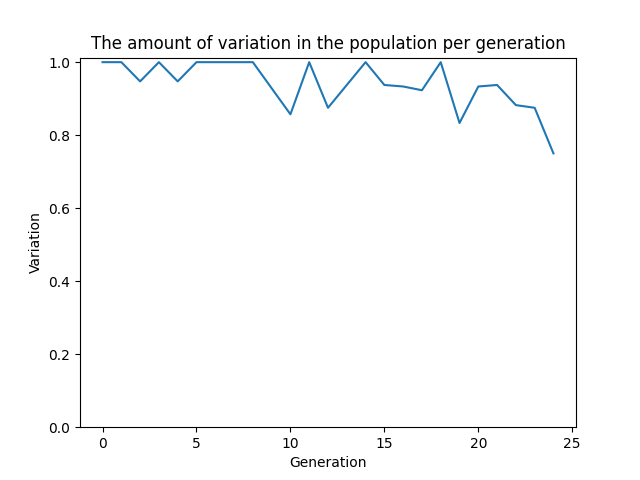 The amount of variation in the population per generation
1.0
0.8
0.6
0.4
0.2
0.0
Variation
0 5 10 15 20 25
Generation